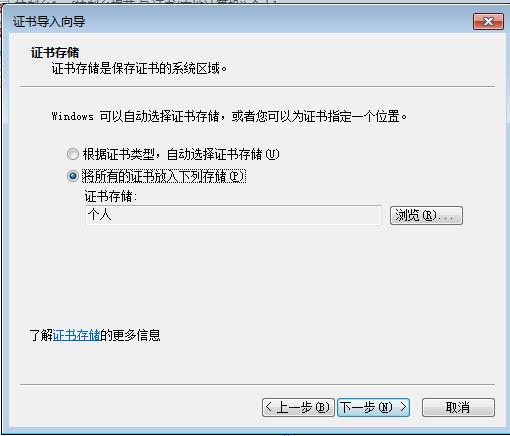 证书导入向导
证书存储
证书存储是保存证书的系统区域。
Windows 可以自动选择证书存储，或者您可以为证书指定一个位置。
根据证书类型，自动选择证书存储(U)
将所有的证书放入下列存储(P)
证书存储:
个人
浏览(R)...
了解证书存储的更多信息
< 上一步(B)
下一步(N) >
取消